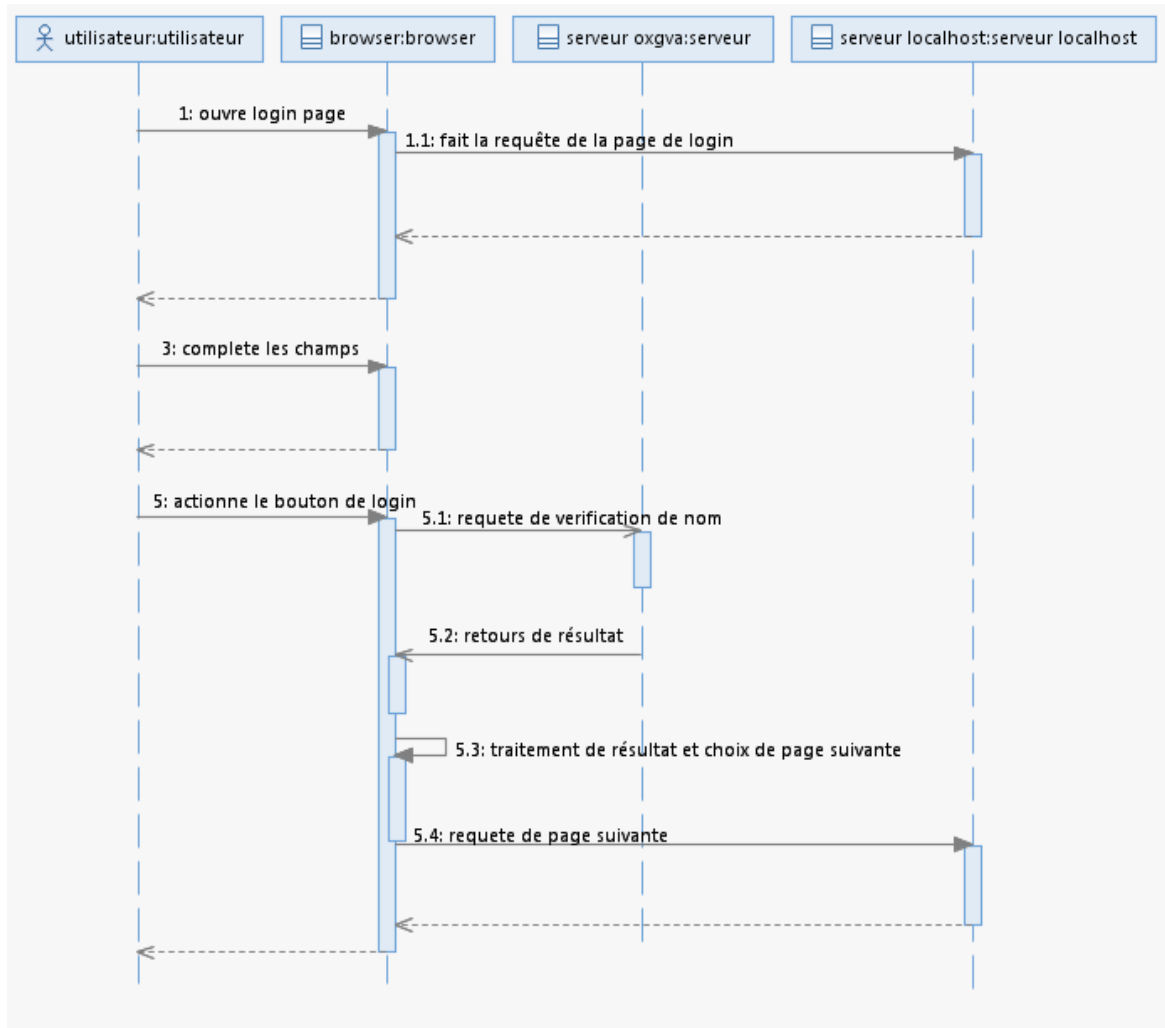 utilisateur:utilisateur
browser:browser
serveur oxgva:serveur
serveur localhost:serveur localhost
1: ouvre login page
1.1: fait la requête de la page de login
3: complete les champs
5: actionne le bouton de login
5.1: requete de verification de nom
5.2: retours de résultat
5.3: traitement de résultat et choix de page suivante
5.4: requete de page suivante